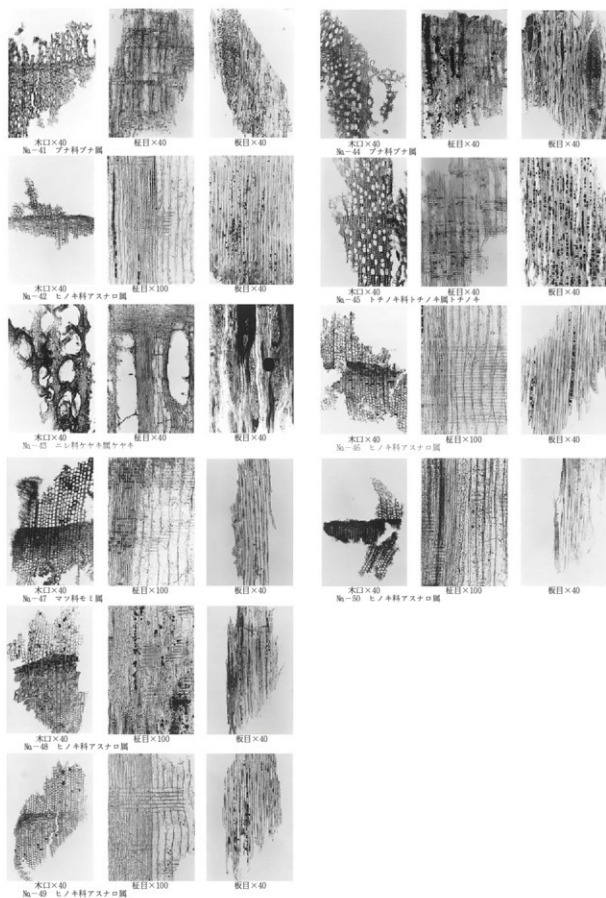 木口×40 柾目×40 板目×40
№-41 ブナ科ブナ属
木口×40 柾目×100 板目×40
№-42 ヒノキ科アスナロ属
木口×40 柾目×40 板目×40
№-43 ニレ科ケヤキ属ケヤキ
木口×40 柾目×100 板目×40
№-47 マツ科モミ属
木口×40 柾目×100 板目×40
№-48 ヒノキ科アスナロ属
木口×40 柾目×100 板目×40
№-49 ヒノキ科アスナロ属
木口×40 柾目×40 板目×40
№-44 ブナ科ブナ属
木口×40 柾目×40 板目×40
№-45 トチノキ科トチノキ属トチノキ
木口×40 柾目×100 板目×40
№-46 ヒノキ科アスナロ属
木口×40 柾目×100 板目×40
№-50 ヒノキ科アスナロ属